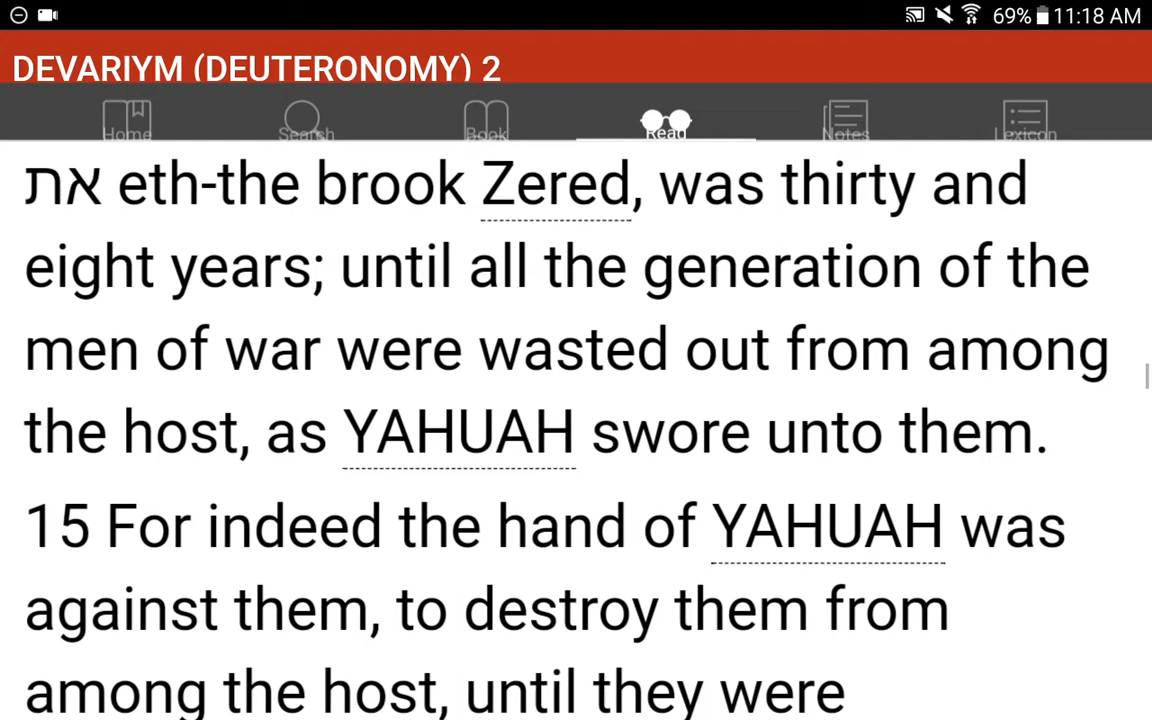 69% 11:18 AM
DEVARIYM (DEUTERONOMY) 2
Home Search Book Read Notes Lexicon
את eth-the brook Zered, was thirty and
eight years; until all the generation of the
men of war were wasted out from among
the host, as YAHUAH swore unto them.
15 For indeed the hand of YAHUAH was
against them, to destroy them from
among the host, until they were